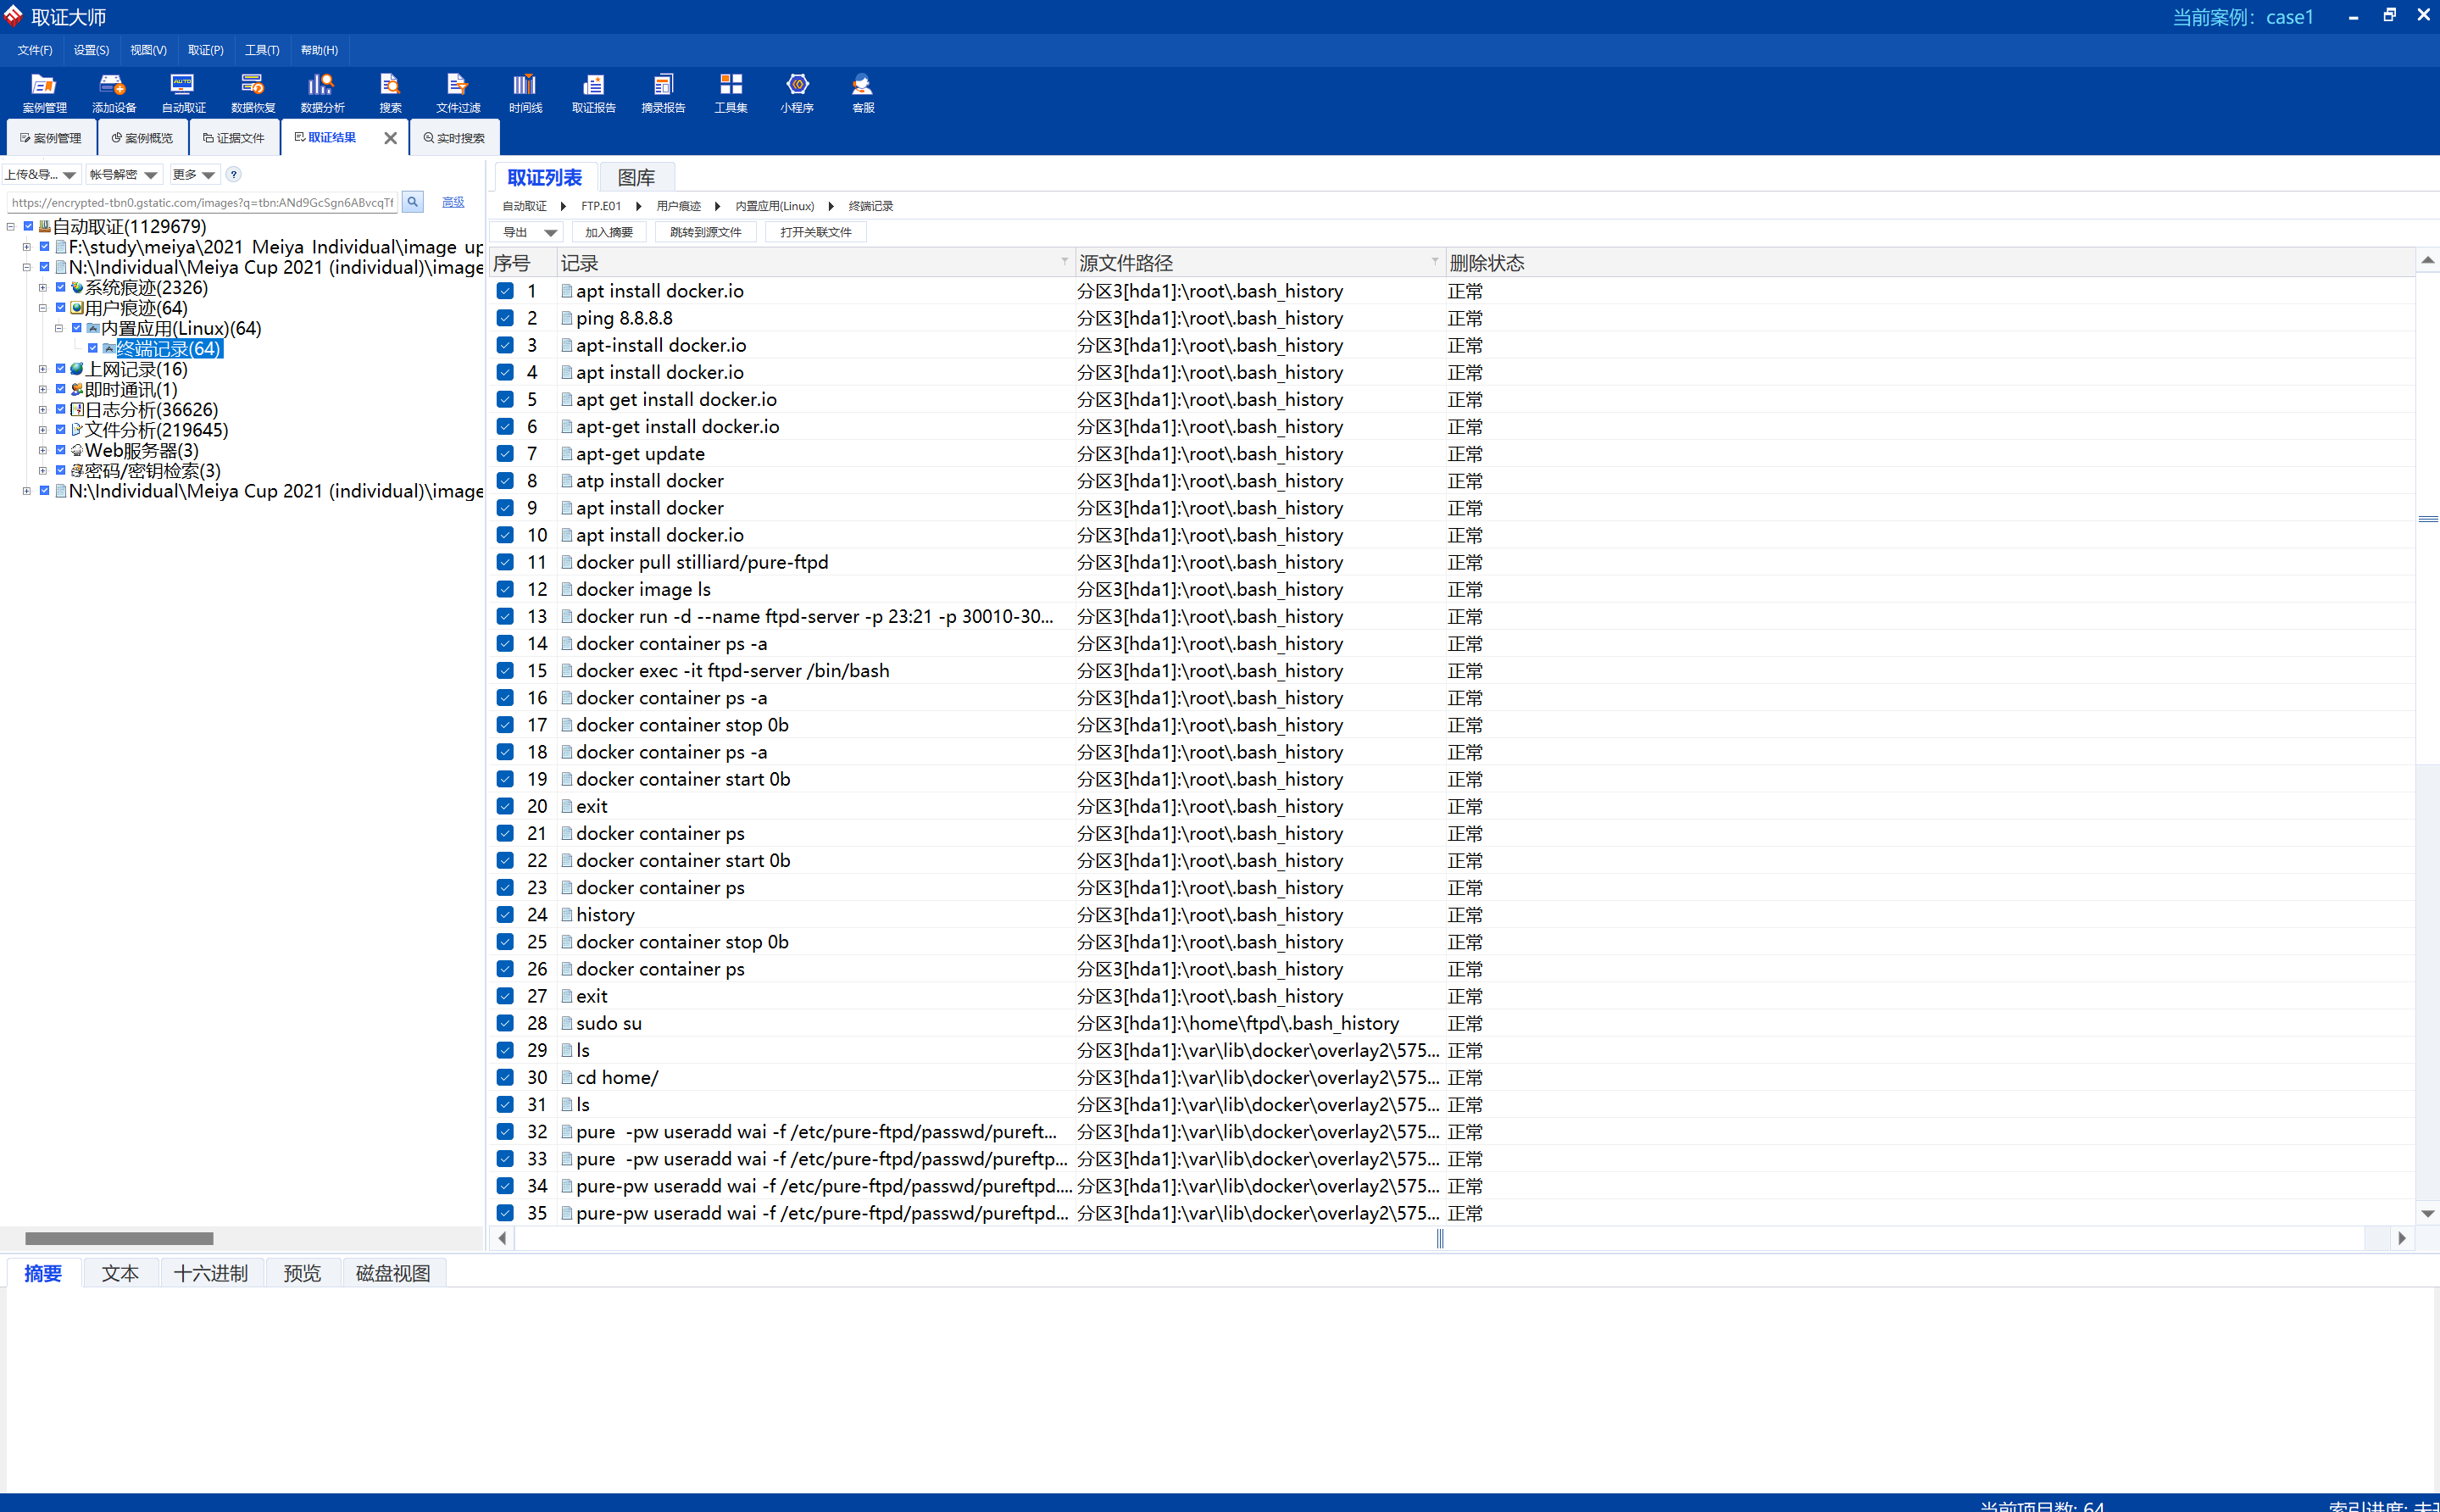 取证大师
当前案例：case1
文件(F) 设置(S) 视图(V) 取证(P) 工具(T) 帮助(H)
案例管理 添加设备 自动取证 数据恢复 数据分析 搜索 文件过滤 时间线 取证报告 摘录报告 工具集 小程序 客服
案例管理 案例概览 证据文件 取证结果 实时搜索
上传&导... 帐号解密 更多 ?
https://encrypted-tbn0.gstatic.com/images?q=tbn:ANd9GcSgn6ABvcqTf 高级
自动取证(1129679)
F:\study\meiya\2021 Meiya Individual\image up
N:\Individual\Meiya Cup 2021 (individual)\image
系统痕迹(2326)
用户痕迹(64)
内置应用(Linux)(64)
终端记录(64)
上网记录(16)
即时通讯(1)
日志分析(36626)
文件分析(219645)
Web服务器(3)
密码/密钥检索(3)
N:\Individual\Meiya Cup 2021 (individual)\image
取证列表 图库
自动取证 FTP.E01 用户痕迹 内置应用(Linux) 终端记录
导出 加入摘要 跳转到源文件 打开关联文件
序号 记录 源文件路径 删除状态
1 apt install docker.io 分区3[hda1]:\root\.bash_history 正常
2 ping 8.8.8.8 分区3[hda1]:\root\.bash_history 正常
3 apt-install docker.io 分区3[hda1]:\root\.bash_history 正常
4 apt install docker.io 分区3[hda1]:\root\.bash_history 正常
5 apt get install docker.io 分区3[hda1]:\root\.bash_history 正常
6 apt-get install docker.io 分区3[hda1]:\root\.bash_history 正常
7 apt-get update 分区3[hda1]:\root\.bash_history 正常
8 atp install docker 分区3[hda1]:\root\.bash_history 正常
9 apt install docker 分区3[hda1]:\root\.bash_history 正常
10 apt install docker.io 分区3[hda1]:\root\.bash_history 正常
11 docker pull stilliard/pure-ftpd 分区3[hda1]:\root\.bash_history 正常
12 docker image ls 分区3[hda1]:\root\.bash_history 正常
13 docker run -d --name ftpd-server -p 23:21 -p 30010-30... 分区3[hda1]:\root\.bash_history 正常
14 docker container ps -a 分区3[hda1]:\root\.bash_history 正常
15 docker exec -it ftpd-server /bin/bash 分区3[hda1]:\root\.bash_history 正常
16 docker container ps -a 分区3[hda1]:\root\.bash_history 正常
17 docker container stop 0b 分区3[hda1]:\root\.bash_history 正常
18 docker container ps -a 分区3[hda1]:\root\.bash_history 正常
19 docker container start 0b 分区3[hda1]:\root\.bash_history 正常
20 exit 分区3[hda1]:\root\.bash_history 正常
21 docker container ps 分区3[hda1]:\root\.bash_history 正常
22 docker container start 0b 分区3[hda1]:\root\.bash_history 正常
23 docker container ps 分区3[hda1]:\root\.bash_history 正常
24 history 分区3[hda1]:\root\.bash_history 正常
25 docker container stop 0b 分区3[hda1]:\root\.bash_history 正常
26 docker container ps 分区3[hda1]:\root\.bash_history 正常
27 exit 分区3[hda1]:\root\.bash_history 正常
28 sudo su 分区3[hda1]:\home\ftpd\.bash_history 正常
29 ls 分区3[hda1]:\var\lib\docker\overlay2\575... 正常
30 cd home/ 分区3[hda1]:\var\lib\docker\overlay2\575... 正常
31 ls 分区3[hda1]:\var\lib\docker\overlay2\575... 正常
32 pure  -pw useradd wai -f /etc/pure-ftpd/passwd/pureft... 分区3[hda1]:\var\lib\docker\overlay2\575... 正常
33 pure  -pw useradd wai -f /etc/pure-ftpd/passwd/pureftp... 分区3[hda1]:\var\lib\docker\overlay2\575... 正常
34 pure-pw useradd wai -f /etc/pure-ftpd/passwd/pureftpd.... 分区3[hda1]:\var\lib\docker\overlay2\575... 正常
35 pure-pw useradd wai -f /etc/pure-ftpd/passwd/pureftpd... 分区3[hda1]:\var\lib\docker\overlay2\575... 正常
摘要 文本 十六进制 预览 磁盘视图
当前项目数: 64 索引进度: